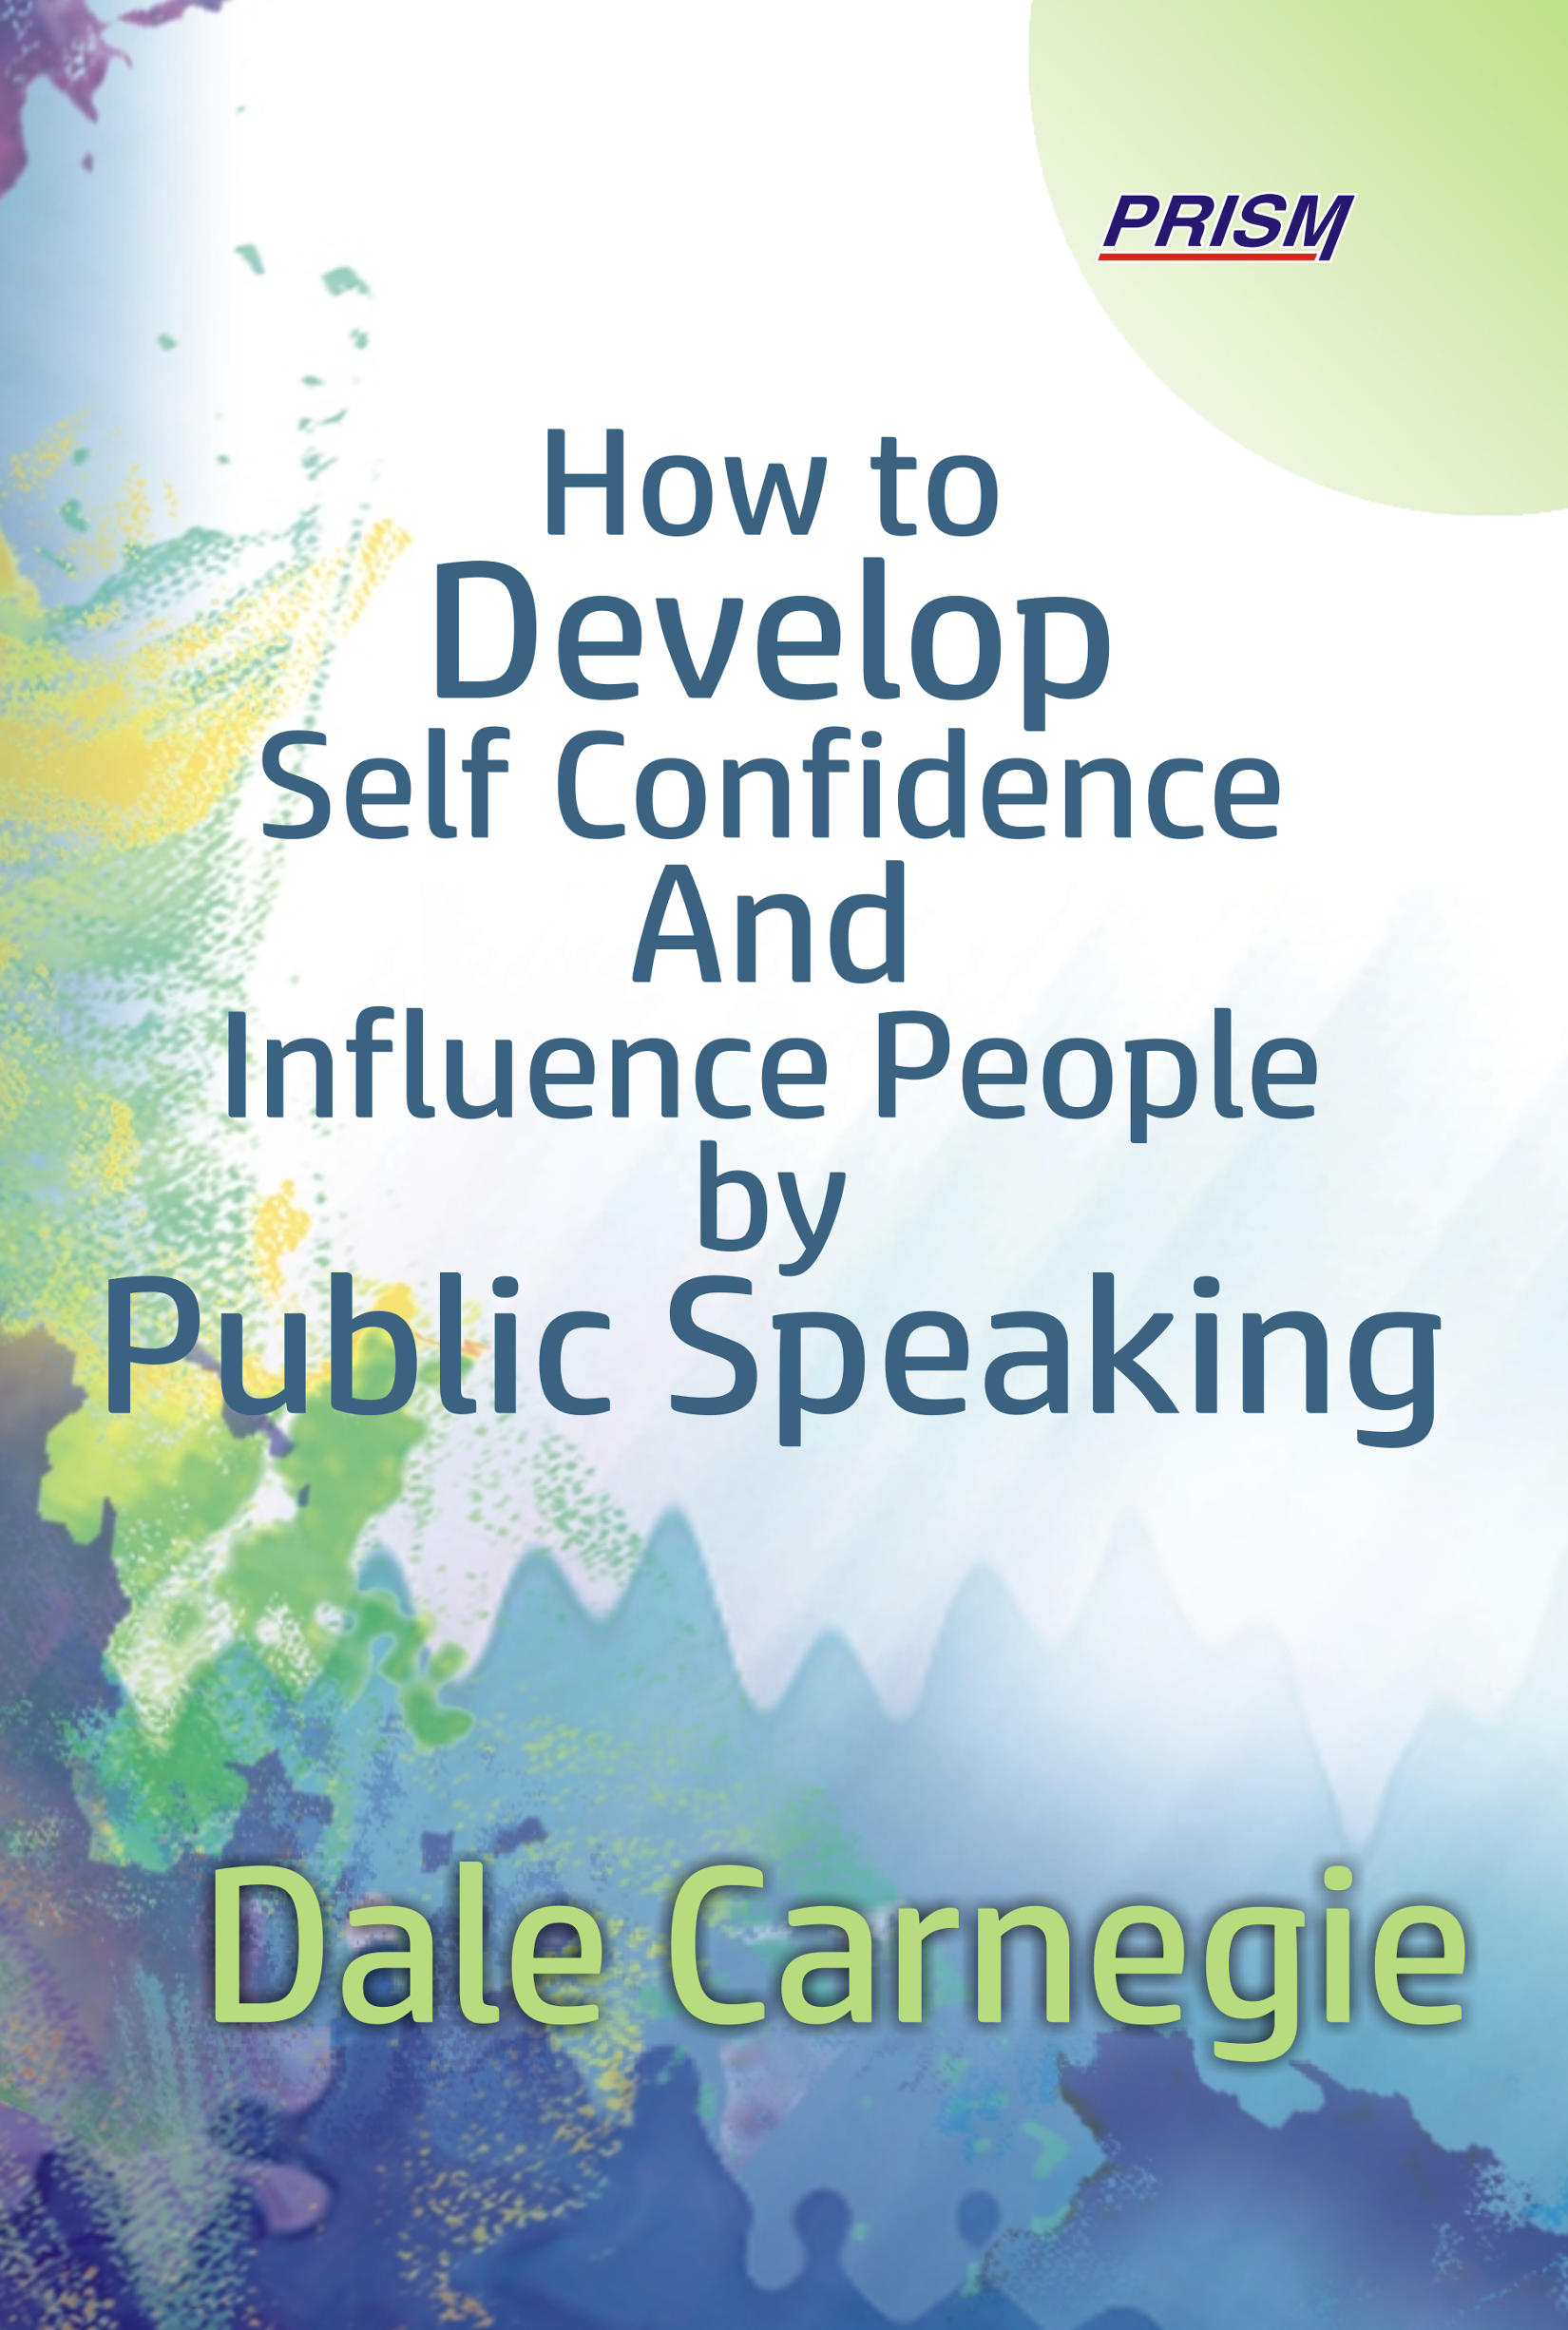 PRISM
How to
Develop
Self Confidence
And
Influence People
by
Public Speaking
Dale Carnegie